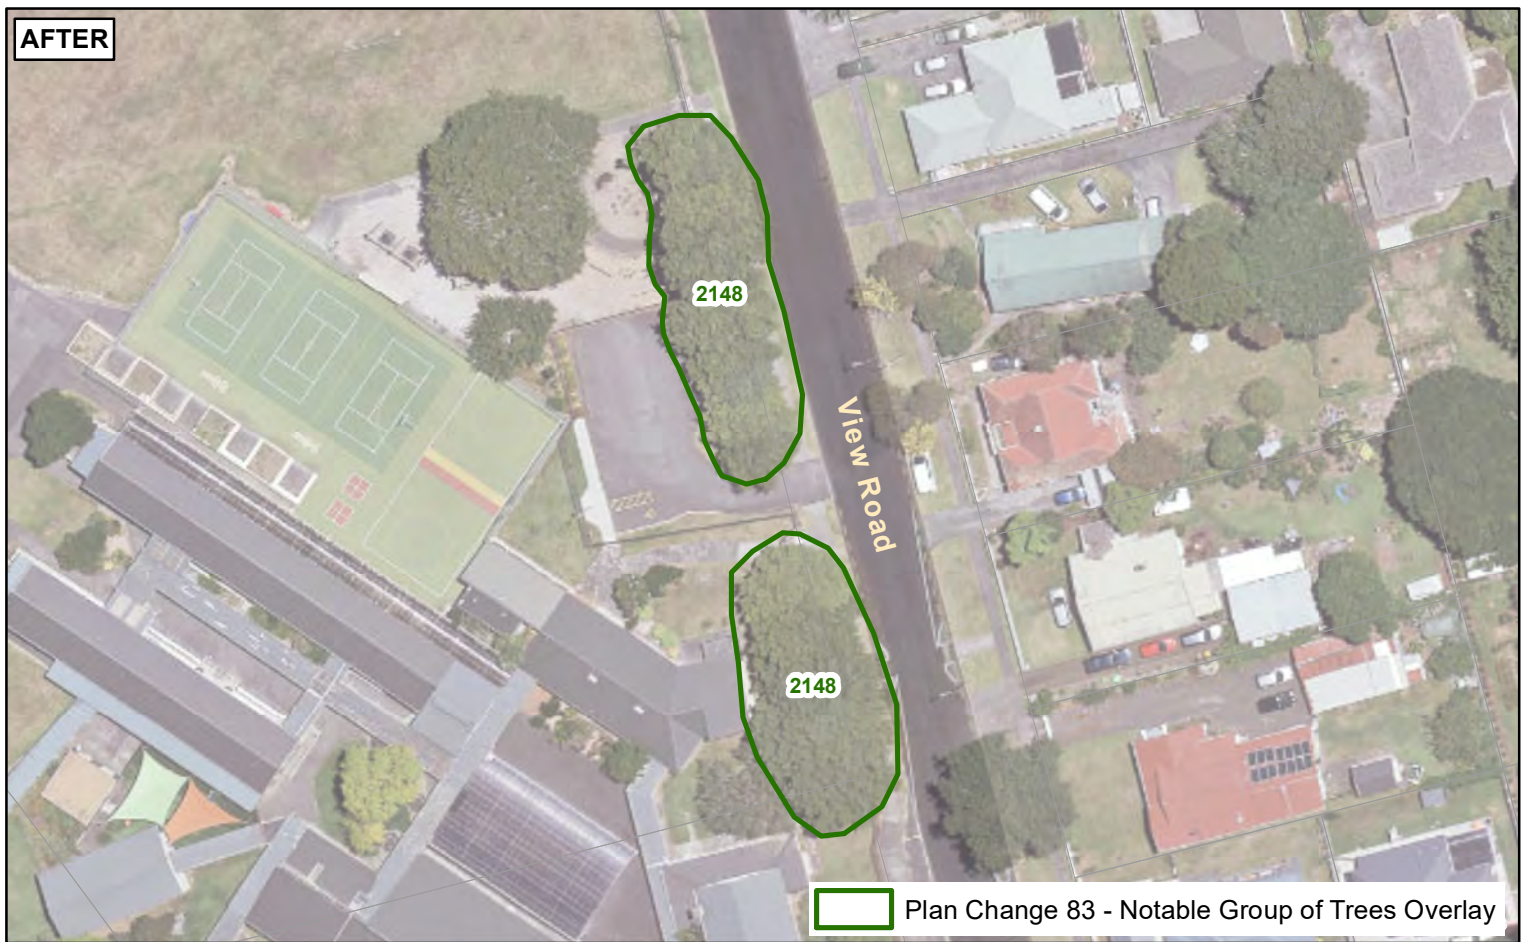 AFTER
2148
View Road
2148
Plan Change 83 - Notable Group of Trees Overlay